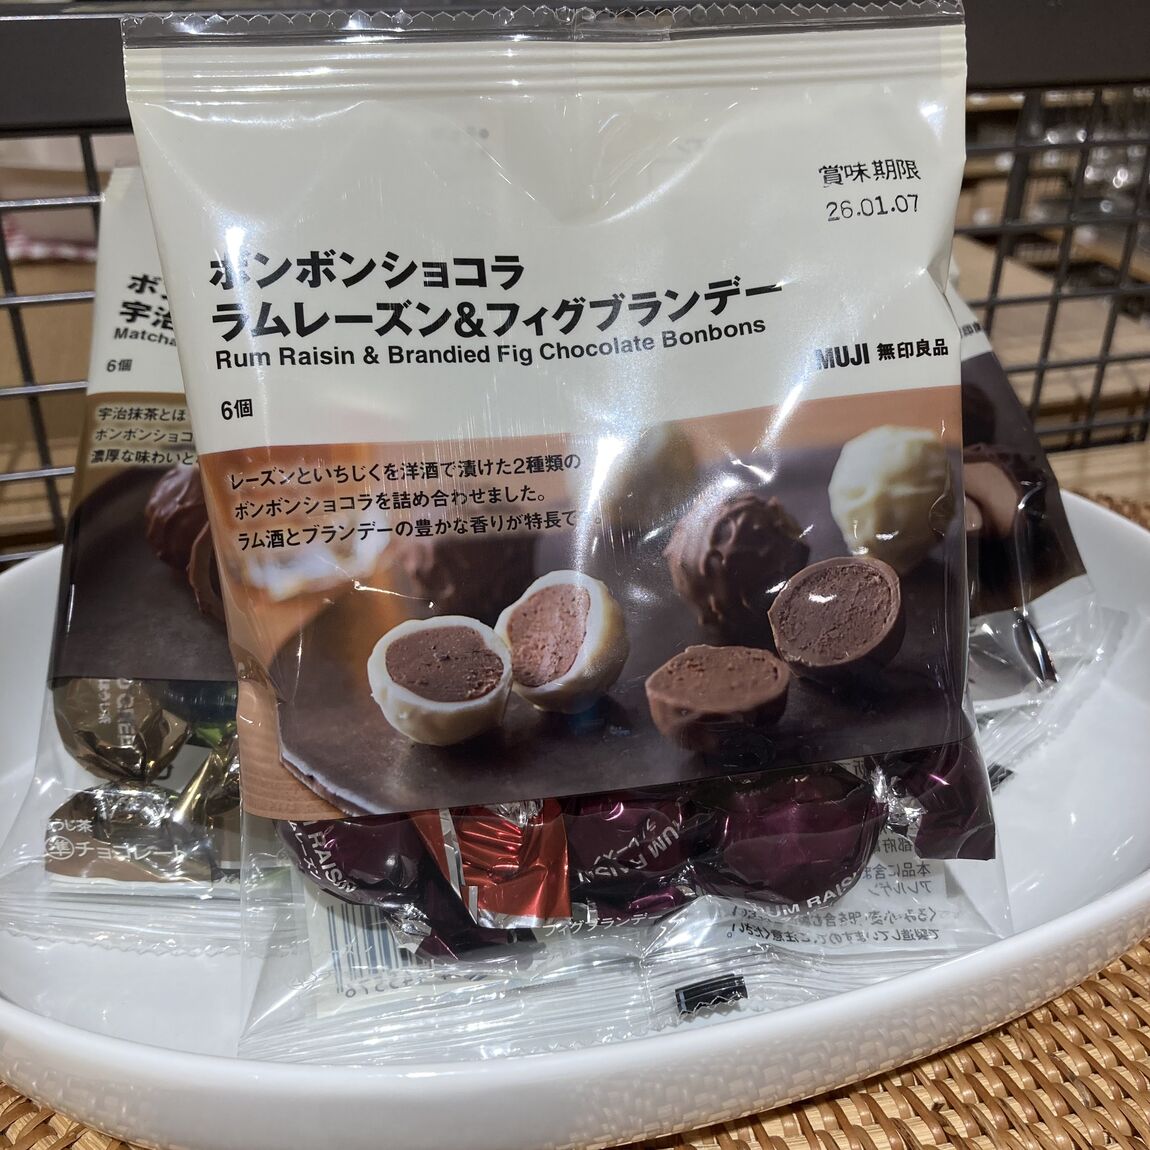 賞味期限
26.01.07
ボンボンショコラ
ラムレーズン&フィグブランデー
Rum Raisin & Brandied Fig Chocolate Bonbons
MUJI 無印良品
6個
レーズンといちじくを洋酒で漬けた2種類の
ボンボンショコラを詰め合わせました。
ラム酒とブランデーの豊かな香りが特長で
Matcha
6個
宇治抹茶とほ
ボンボンショコ
濃厚な味わいと
チョコレート
RAISIN
フィグブランデー
RUM RAIS